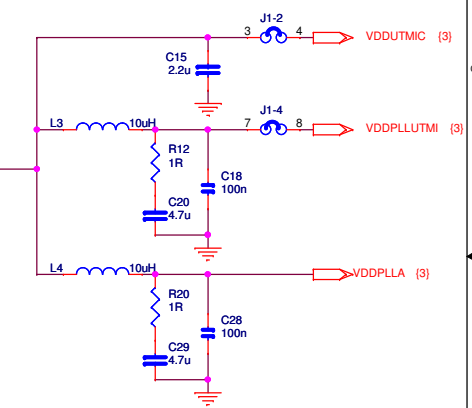 J1-2
3 4 VDDUTMIC {3}
C15
2.2u
J1-4
L3 10uH 7 8 VDDPLLUTMI {3}
R12
1R
C18
100n
C20
4.7u
L4 10uH VDDPLLA {3}
R20
1R
C28
100n
C29
4.7u